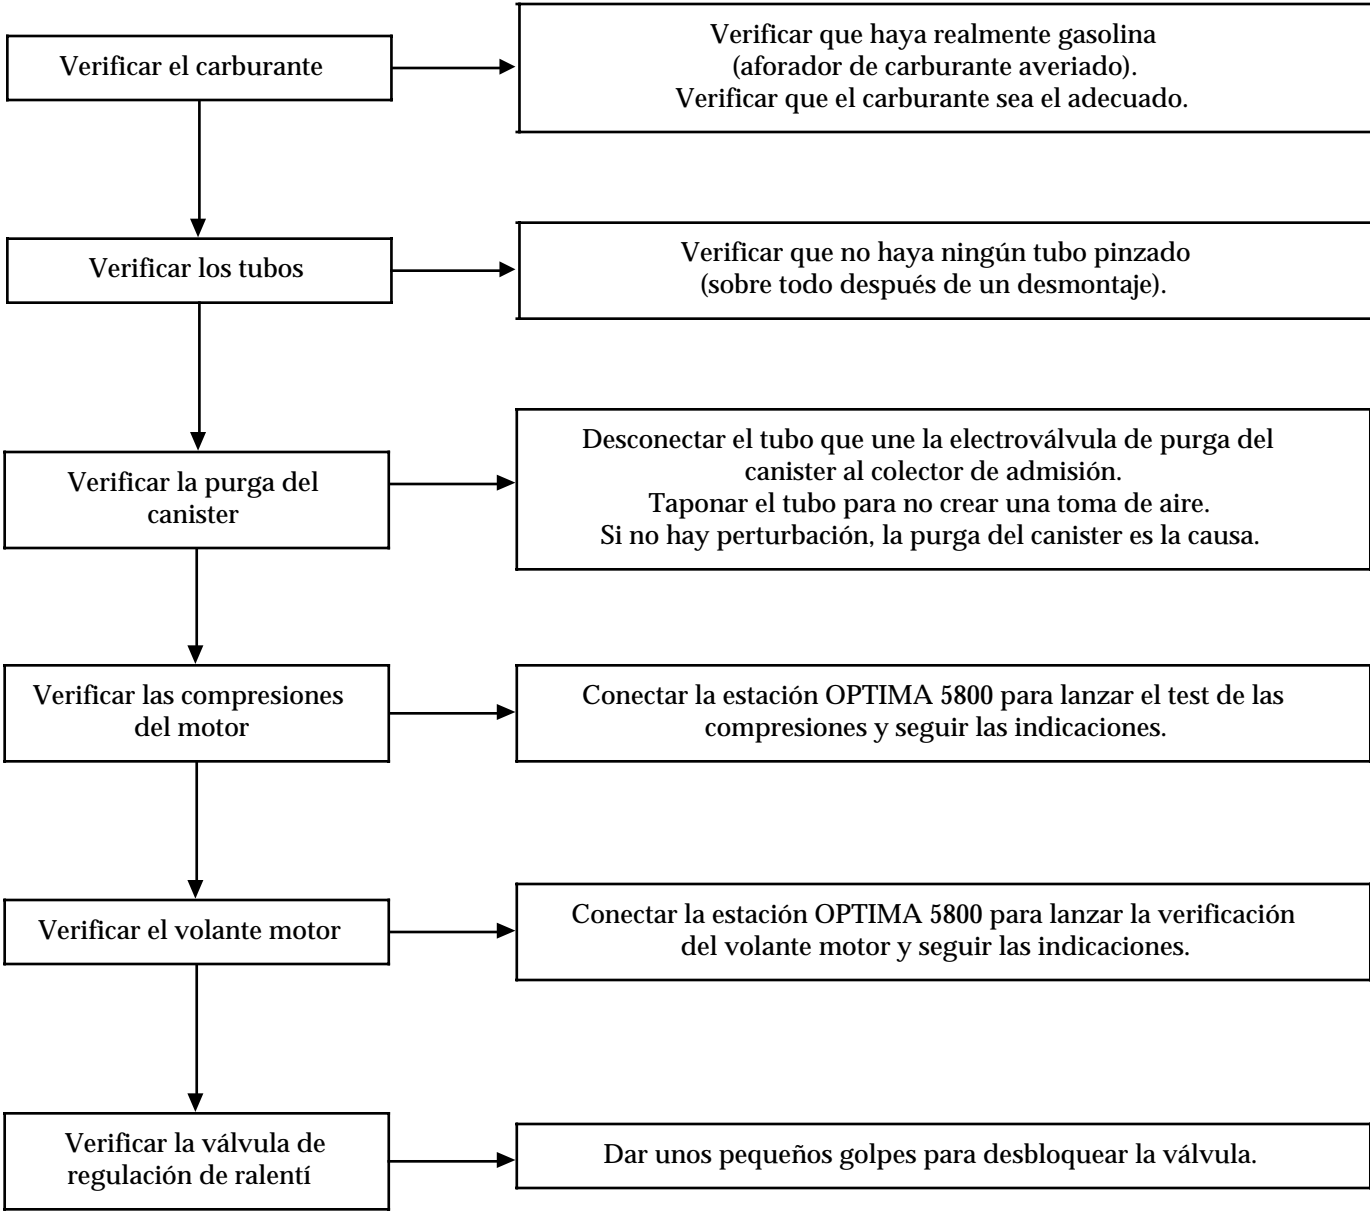 Verificar el carburante
Verificar que haya realmente gasolina
(aforador de carburante averiado).
Verificar que el carburante sea el adecuado.
Verificar los tubos
Verificar que no haya ningún tubo pinzado
(sobre todo después de un desmontaje).
Verificar la purga del
canister
Desconectar el tubo que une la electroválvula de purga del
canister al colector de admisión.
Taponar el tubo para no crear una toma de aire.
Si no hay perturbación, la purga del canister es la causa.
Verificar las compresiones
del motor
Conectar la estación OPTIMA 5800 para lanzar el test de las
compresiones y seguir las indicaciones.
Verificar el volante motor
Conectar la estación OPTIMA 5800 para lanzar la verificación
del volante motor y seguir las indicaciones.
Verificar la válvula de
regulación de ralentí
Dar unos pequeños golpes para desbloquear la válvula.